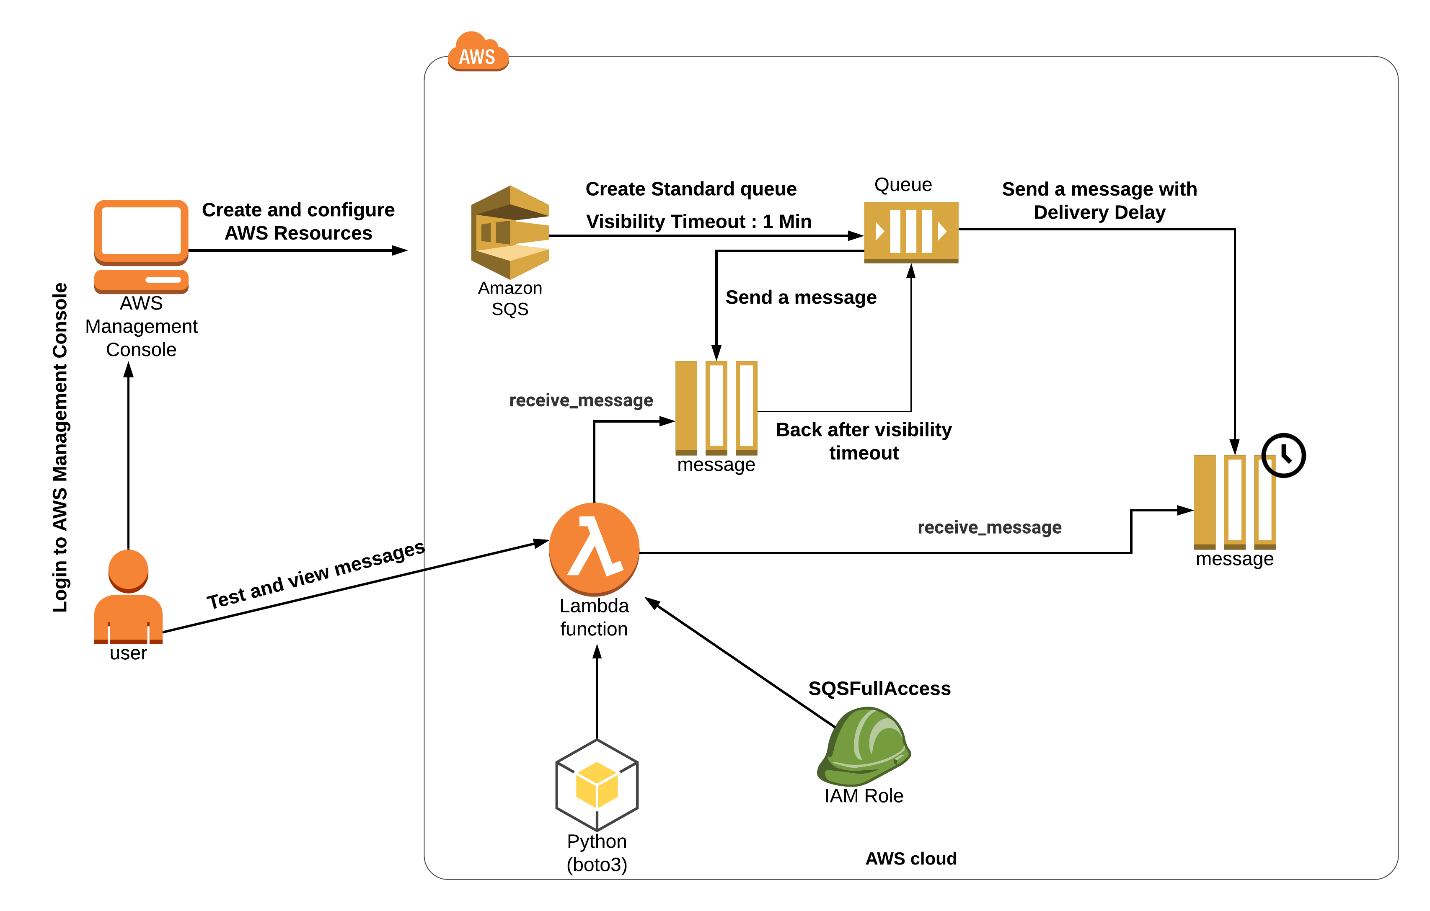 AWS
Create Standard queue
Visibility Timeout : 1 Min
Queue
Send a message with
Delivery Delay
Create and configure
AWS Resources
Amazon
SQS
Send a message
AWS
Management
Console
Login to AWS Management Console
receive_message
message
Back after visibility
timeout
receive_message
message
Test and view messages
user
Lambda
function
SQSFullAccess
IAM Role
Python
(boto3)
AWS cloud